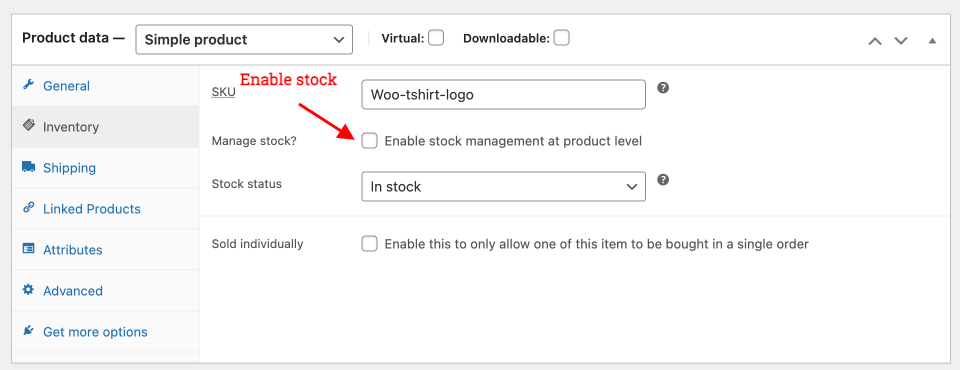 Product data — Simple product Virtual: Downloadable:
General
Inventory
Shipping
Linked Products
Attributes
Advanced
Get more options
Enable stock
SKU Woo-tshirt-logo ?
Manage stock? Enable stock management at product level
Stock status In stock ?
Sold individually Enable this to only allow one of this item to be bought in a single order